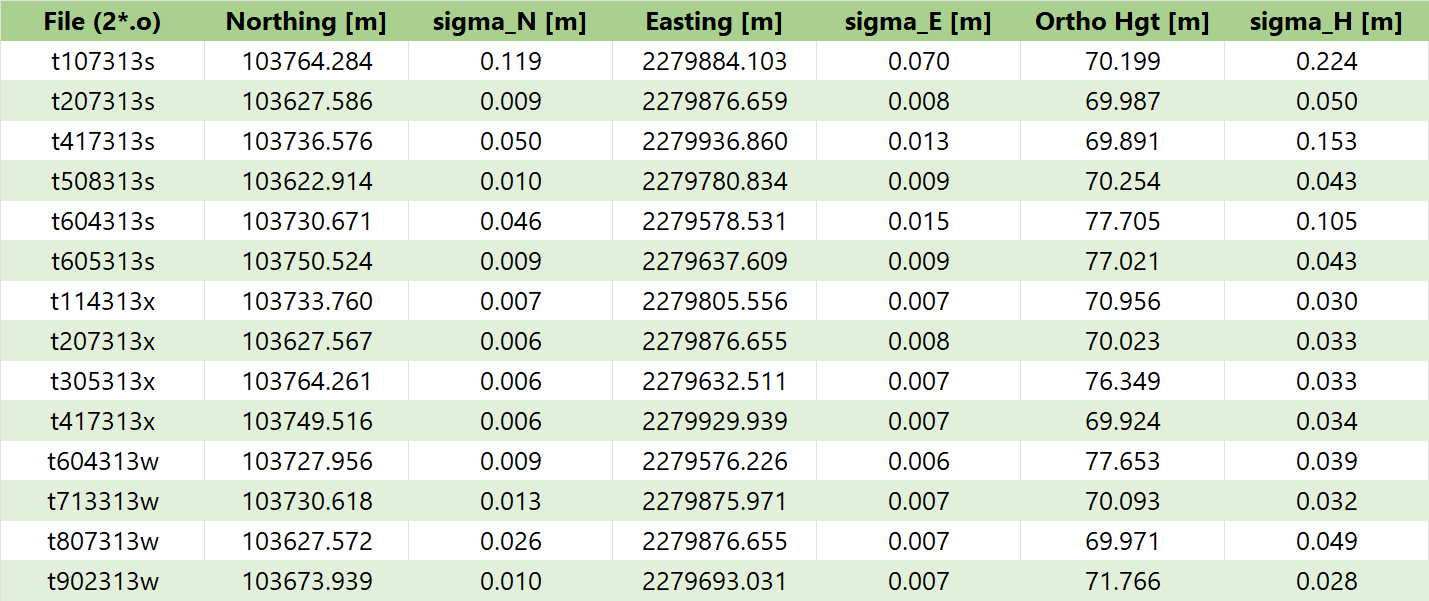 File (2*.o) Northing [m] sigma_N [m] Easting [m] sigma_E [m] Ortho Hgt [m] sigma_H [m]
t107313s 103764.284 0.119 2279884.103 0.070 70.199 0.224
t207313s 103627.586 0.009 2279876.659 0.008 69.987 0.050
t417313s 103736.576 0.050 2279936.860 0.013 69.891 0.153
t508313s 103622.914 0.010 2279780.834 0.009 70.254 0.043
t604313s 103730.671 0.046 2279578.531 0.015 77.705 0.105
t605313s 103750.524 0.009 2279637.609 0.009 77.021 0.043
t114313x 103733.760 0.007 2279805.556 0.007 70.956 0.030
t207313x 103627.567 0.006 2279876.655 0.008 70.023 0.033
t305313x 103764.261 0.006 2279632.511 0.007 76.349 0.033
t417313x 103749.516 0.006 2279929.939 0.007 69.924 0.034
t604313w 103727.956 0.009 2279576.226 0.006 77.653 0.039
t713313w 103730.618 0.013 2279875.971 0.007 70.093 0.032
t807313w 103627.572 0.026 2279876.655 0.007 69.971 0.049
t902313w 103673.939 0.010 2279693.031 0.007 71.766 0.028